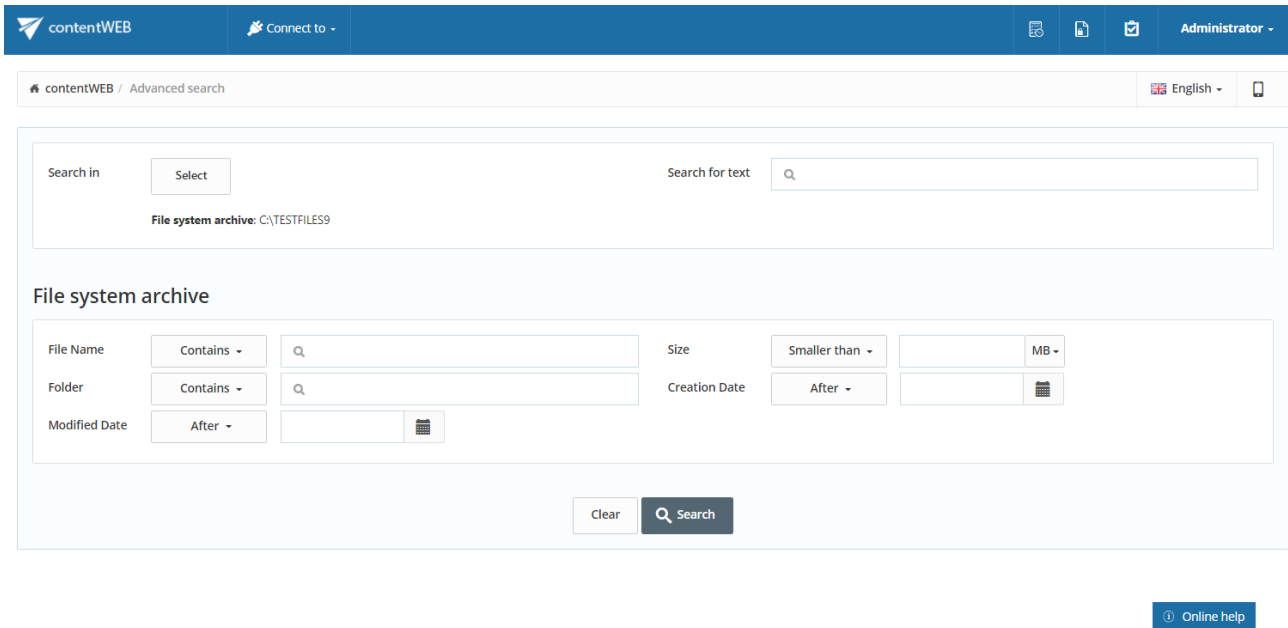 contentWEB Connect to Administrator
contentWEB / Advanced search English
Search in Select Search for text
File system archive: C:\TESTFILES9
File system archive
File Name Contains Size Smaller than MB
Folder Contains Creation Date After
Modified Date After
Clear Search
Online help